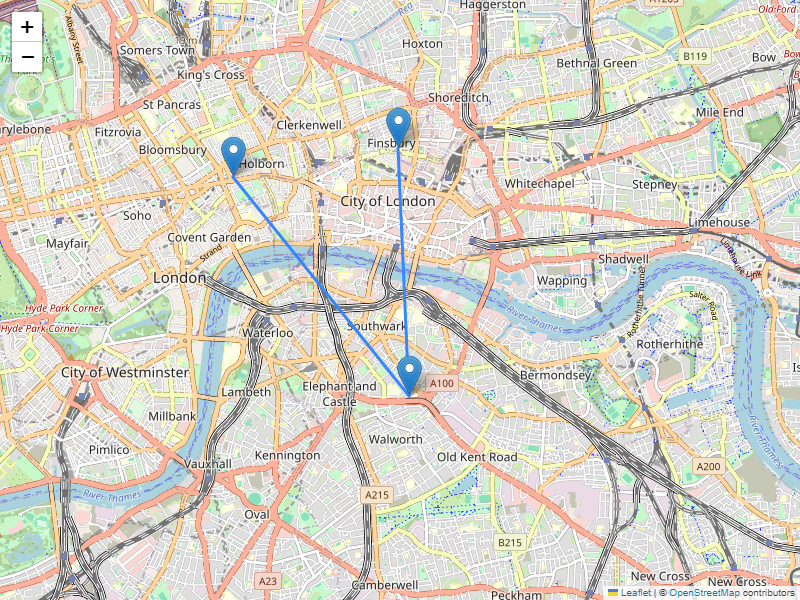 Haggerston
Old-Ford
Albany Street
Somers Town
Hoxton
+
−
King's Cross
Bethnal Green
B119
Bow
St Pancras
Shoreditch
Mile End
Fitzrovia
Clerkenwell
Finsbury
Bloomsbury
Holborn
Whitechapel
Stepney
Soho
City of London
Covent Garden
Limehouse
Mayfair
Strand
Shadwell
Limehouse Link
London
Wapping
Rotherhithe Tunnel
Salter Road
Hyde Park Corner
Hyde Park Corner
River Thames
Waterloo
Southwark
Rotherhithe
City of Westminster
Bermondsey
A100
Lambeth
Elephant and
Castle
Millbank
Walworth
Pimlico
Kennington
Old Kent Road
River Thames
Vauxhall
A200
River Thames
A215
Oval
B215
A23
Camberwell
New Cross
New Cross
Peckham
Leaflet | © OpenStreetMap contributors